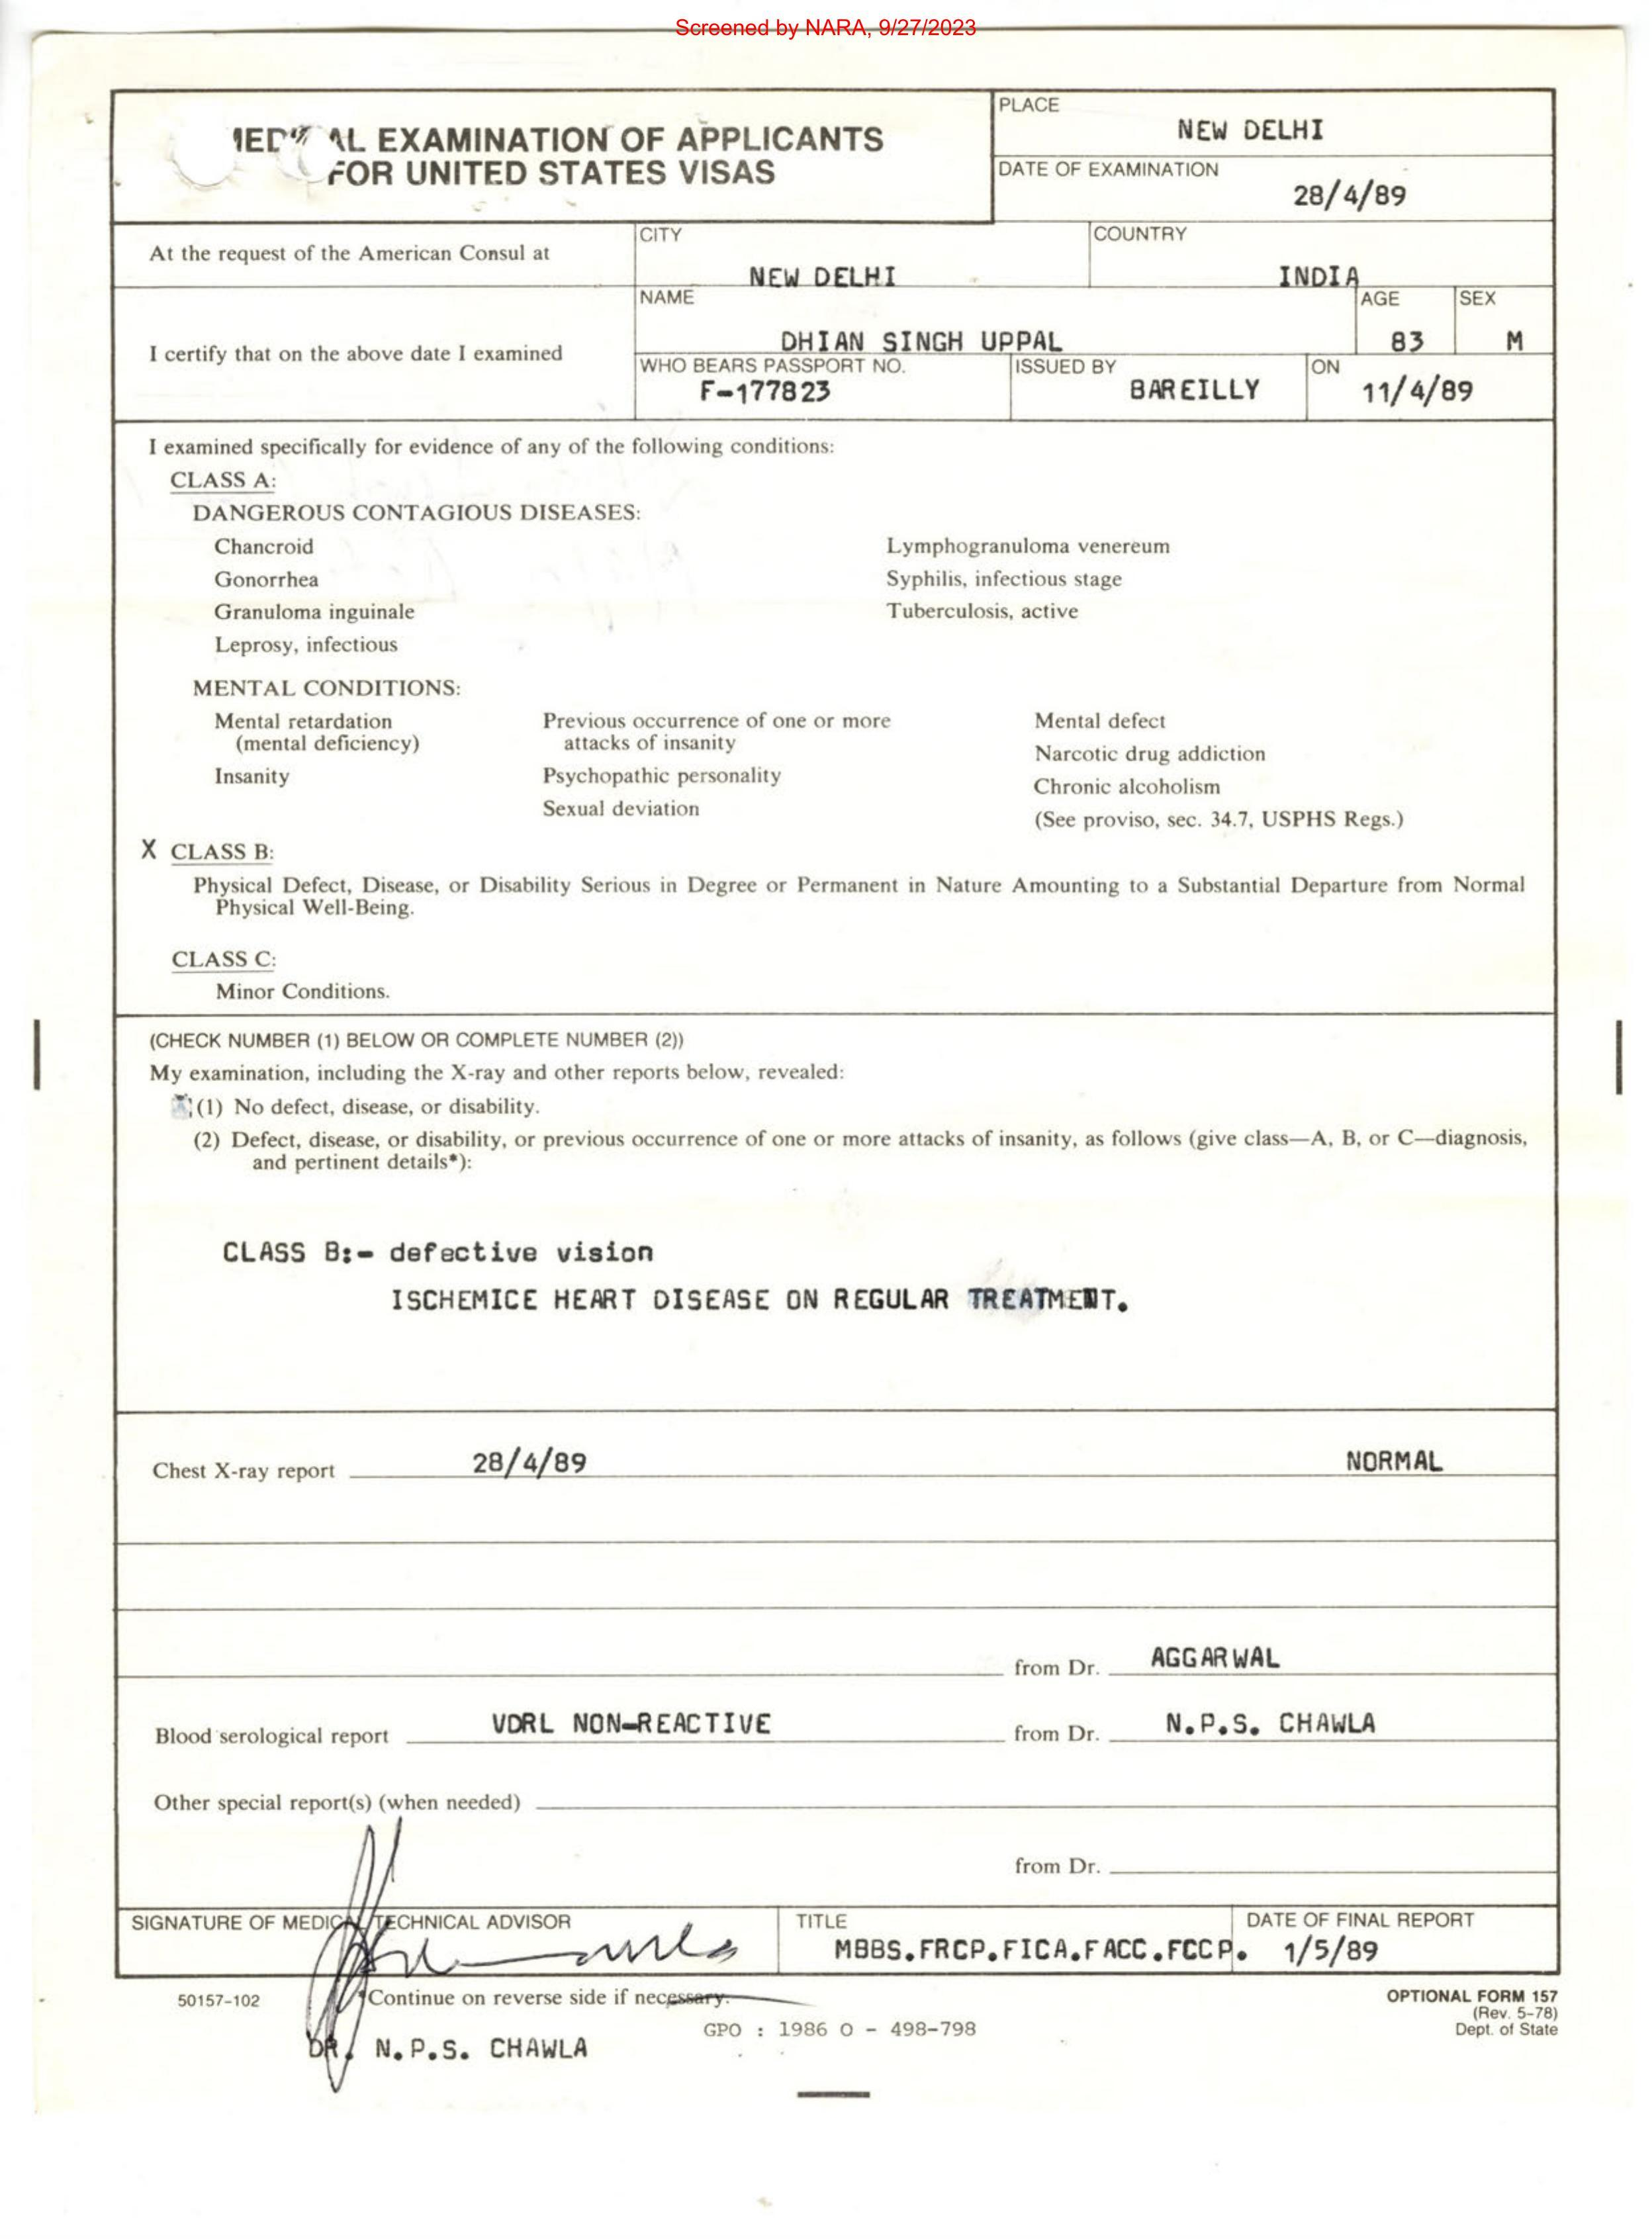 Screened by NARA, 9/27/2023
AL EXAMINATION OF APPLICANTS
FOR UNITED STATES VISAS
PLACE
NEW DELHI
DATE OF EXAMINATION
28/4/89
At the request of the American Consul at
CITY
NEW DELHI
COUNTRY
INDIA
I certify that on the above date I examined
NAME
DHIAN SINGH UPPAL
AGE
83
SEX
M
WHO BEARS PASSPORT NO.
F-177823
ISSUED BY
BAREILLY
ON
11/4/89
I examined specifically for evidence of any of the following conditions:
CLASS A:
DANGEROUS CONTAGIOUS DISEASES:
Chancroid
Gonorrhea
Granuloma inguinale
Leprosy, infectious
Lymphogranuloma venereum
Syphilis, infectious stage
Tuberculosis, active
MENTAL CONDITIONS:
Mental retardation
(mental deficiency)
Insanity
Previous occurrence of one or more
attacks of insanity
Psychopathic personality
Sexual deviation
Mental defect
Narcotic drug addiction
Chronic alcoholism
(See proviso, sec. 34.7, USPHS Regs.)
X CLASS B:
Physical Defect, Disease, or Disability Serious in Degree or Permanent in Nature Amounting to a Substantial Departure from Normal
Physical Well-Being.
CLASS C:
Minor Conditions.
(CHECK NUMBER (1) BELOW OR COMPLETE NUMBER (2))
My examination, including the X-ray and other reports below, revealed:
(1) No defect, disease, or disability.
(2) Defect, disease, or disability, or previous occurrence of one or more attacks of insanity, as follows (give class—A, B, or C—diagnosis,
and pertinent details*):
CLASS B:- defective vision
ISCHEMICE HEART DISEASE ON REGULAR TREATMENT.
Chest X-ray report 28/4/89 NORMAL
from Dr. AGGARWAL
Blood serological report VDRL NON-REACTIVE from Dr. N.P.S. CHAWLA
Other special report(s) (when needed)
from Dr.
SIGNATURE OF MEDICAL TECHNICAL ADVISOR
TITLE
MBBS.FRCP.FICA.FACC.FCCP.
DATE OF FINAL REPORT
1/5/89
50157-102
*Continue on reverse side if necessary.
GPO : 1986 O - 498-798
OPTIONAL FORM 157
(Rev. 5-78)
Dept. of State
DR. N.P.S. CHAWLA